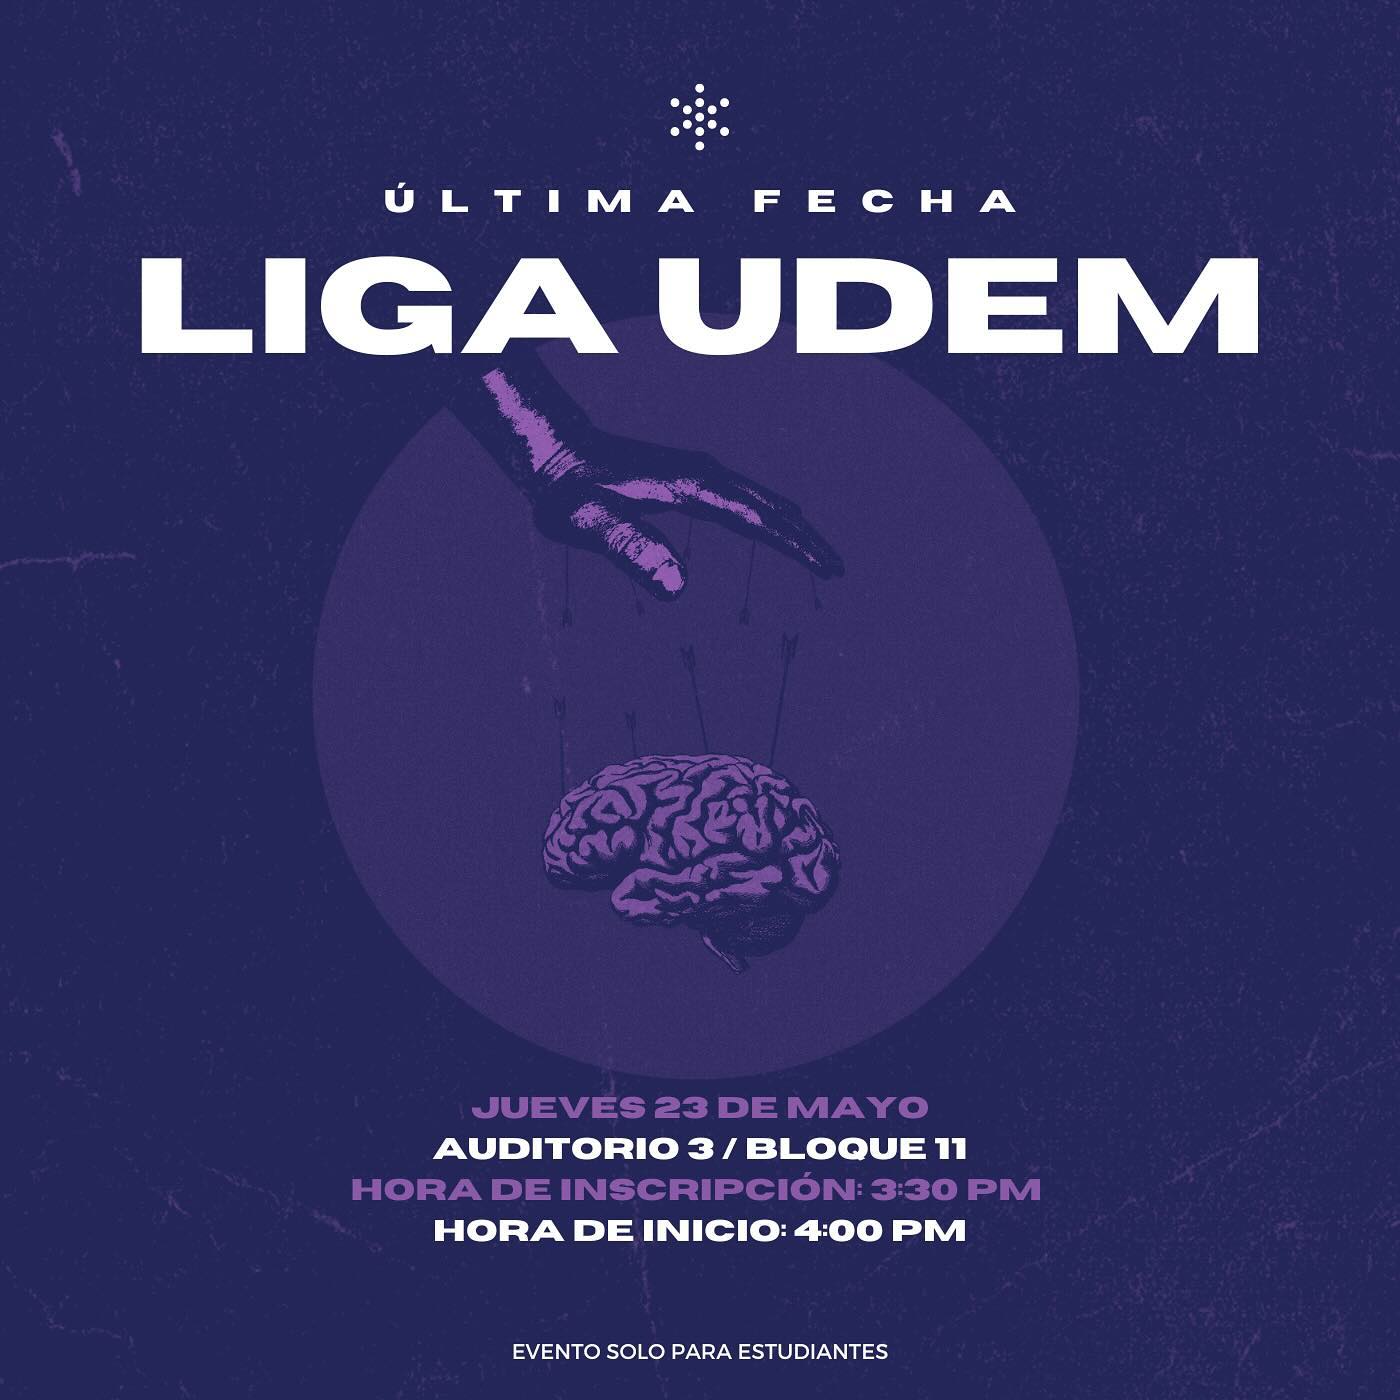 ÚLTIMA FECHA
LIGA UDEM
JUEVES 23 DE MAYO
AUDITORIO 3 / BLOQUE 11
HORA DE INSCRIPCIÓN: 3:30 PM
HORA DE INICIO: 4:00 PM
EVENTO SOLO PARA ESTUDIANTES